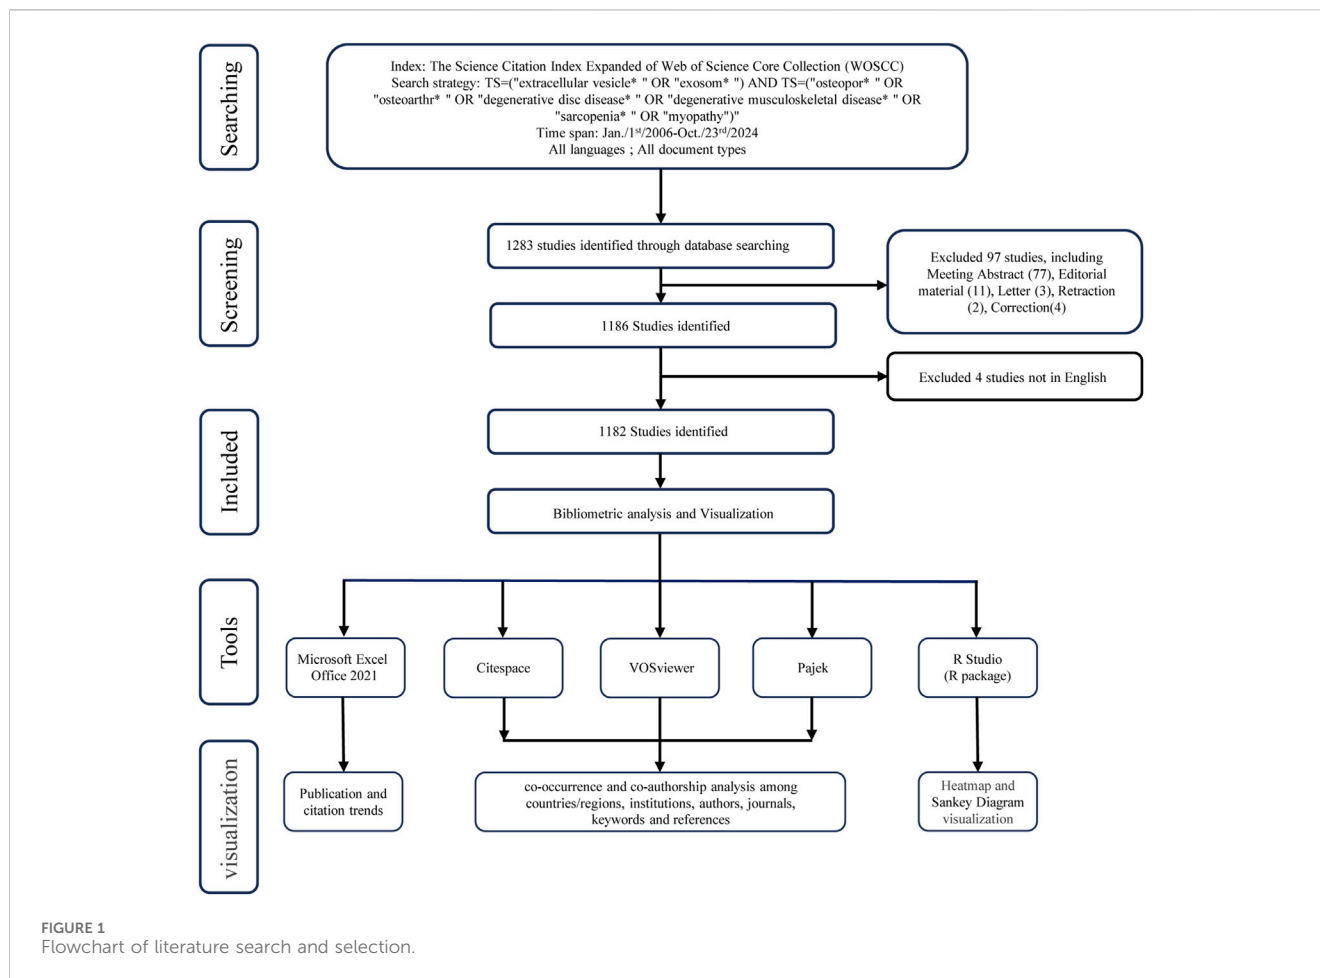 Searching
Index: The Science Citation Index Expanded of Web of Science Core Collection (WOSCC)
Search strategy: TS=("extracellular vesicle* " OR "exosom* ") AND TS=("osteopor* " OR
"osteoarthr* " OR "degenerative disc disease* " OR "degenerative musculoskeletal disease* " OR
"sarcopenia* " OR "myopathy")"
Time span: Jan./1st/2006-Oct./23rd/2024
All languages ; All document types
Screening
1283 studies identified through database searching
Excluded 97 studies, including
Meeting Abstract (77), Editorial
material (11), Letter (3), Retraction
(2), Correction(4)
1186 Studies identified
Excluded 4 studies not in English
Included
1182 Studies identified
Bibliometric analysis and Visualization
Tools
Microsoft Excel
Office 2021
Citespace
VOSviewer
Pajek
R Studio
(R package)
visualization
Publication and
citation trends
co-occurrence and co-authorship analysis among
countries/regions, institutions, authors, journals,
keywords and references
Heatmap and
Sankey Diagram
visualization
FIGURE 1
Flowchart of literature search and selection.